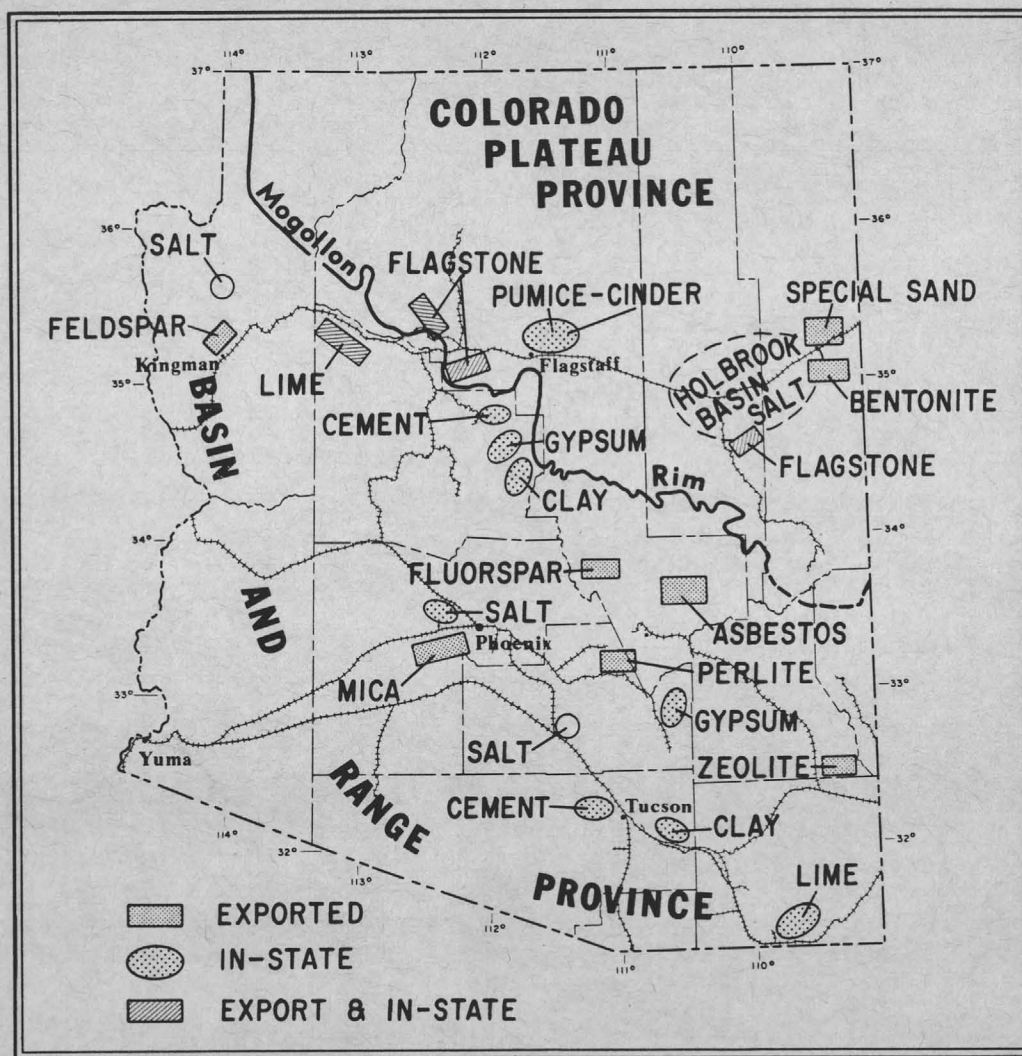 114°
113°
112°
111°
110°
37°
37°
COLORADO
PLATEAU
PROVINCE
Mogollon
36°
36°
SALT
FLAGSTONE
PUMICE-CINDER
SPECIAL SAND
FELDSPAR
Kingman
Flagstaff
HOLBROOK
BASIN
SALT
35°
35°
LIME
BENTONITE
BASIN
CEMENT
GYPSUM
FLAGSTONE
CLAY
Rim
34°
34°
FLUORSPAR
AND
SALT
ASBESTOS
Phoenix
MICA
PERLITE
33°
33°
GYPSUM
SALT
Yuma
ZEOLITE
RANGE
CEMENT
Tucson
CLAY
114°
32°
32°
113°
PROVINCE
LIME
112°
111°
110°
EXPORTED
IN-STATE
EXPORT & IN-STATE